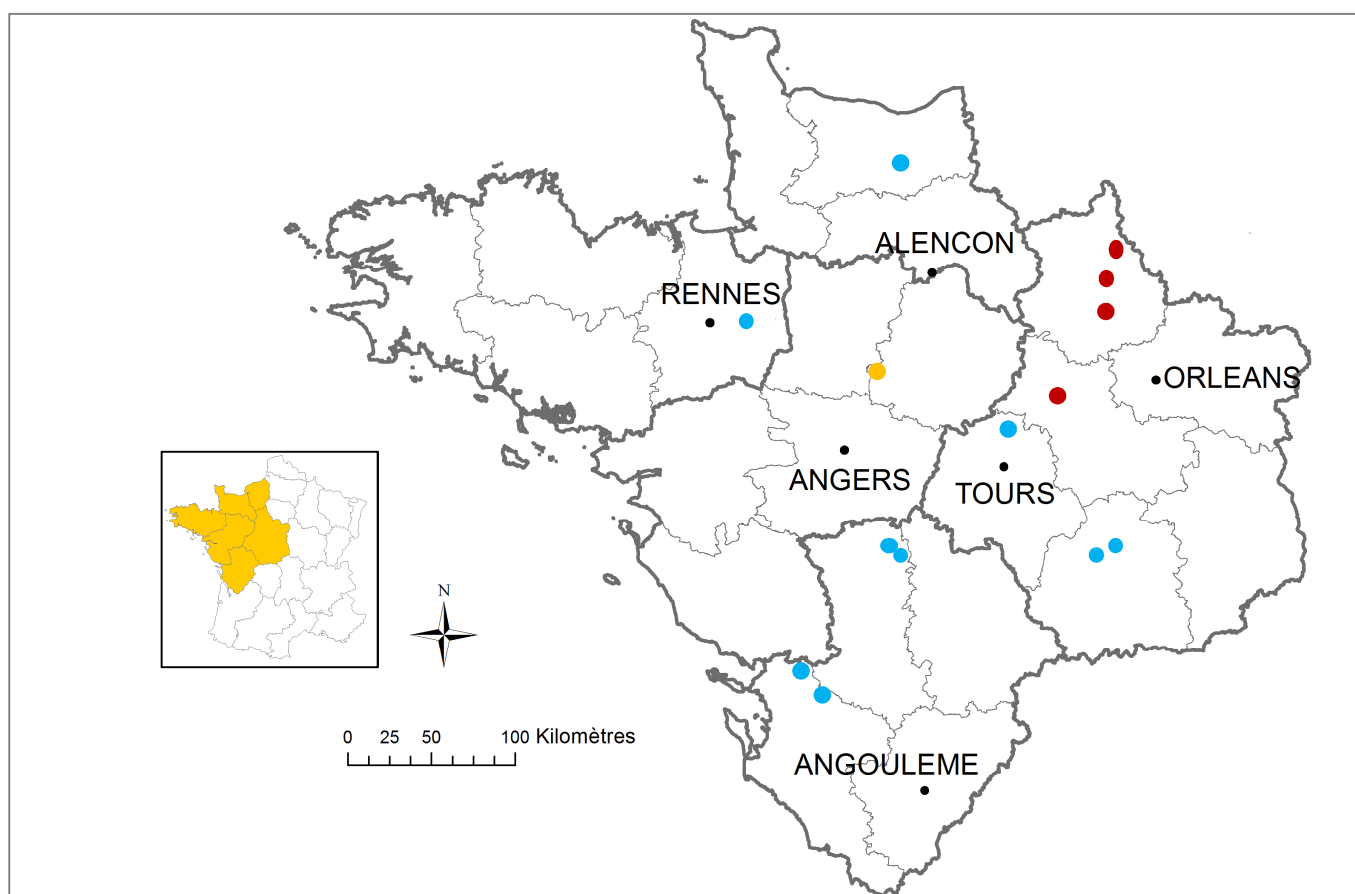 ALENCON
RENNES
ORLEANS
ANGERS
TOURS
N
0 25 50 100 Kilomètres
ANGOULEME